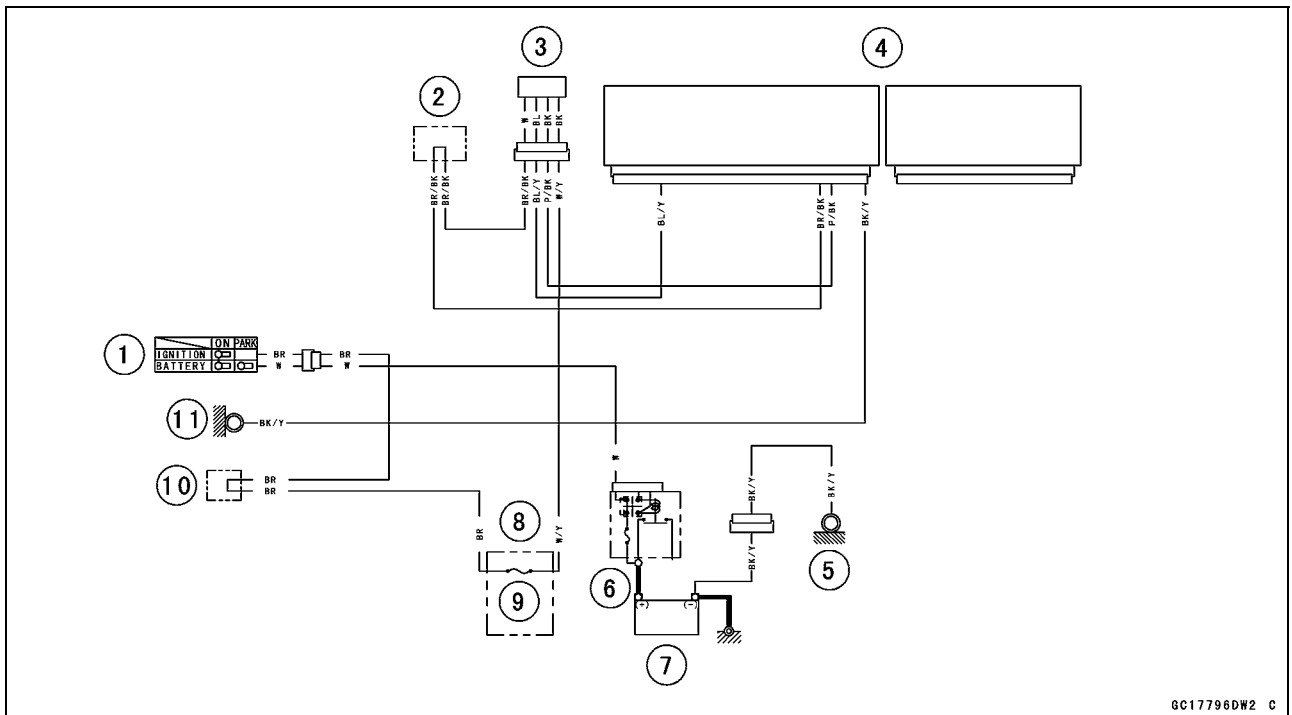 3
4
2
W
BL
BK
BK
BR/BK
BR/BK
BR/BK
BL/Y
P/BK
W/Y
BL/Y
BR/BK
P/BK
BK/Y
1
ON PARK
IGNITION
BATTERY
BR
W
BR
W
11
BK/Y
10
BR
BR
W
BK/Y
BK/Y
BR
8
W/Y
BK/Y
5
9
6
(+)
(-)
7
GC17796DW2 C